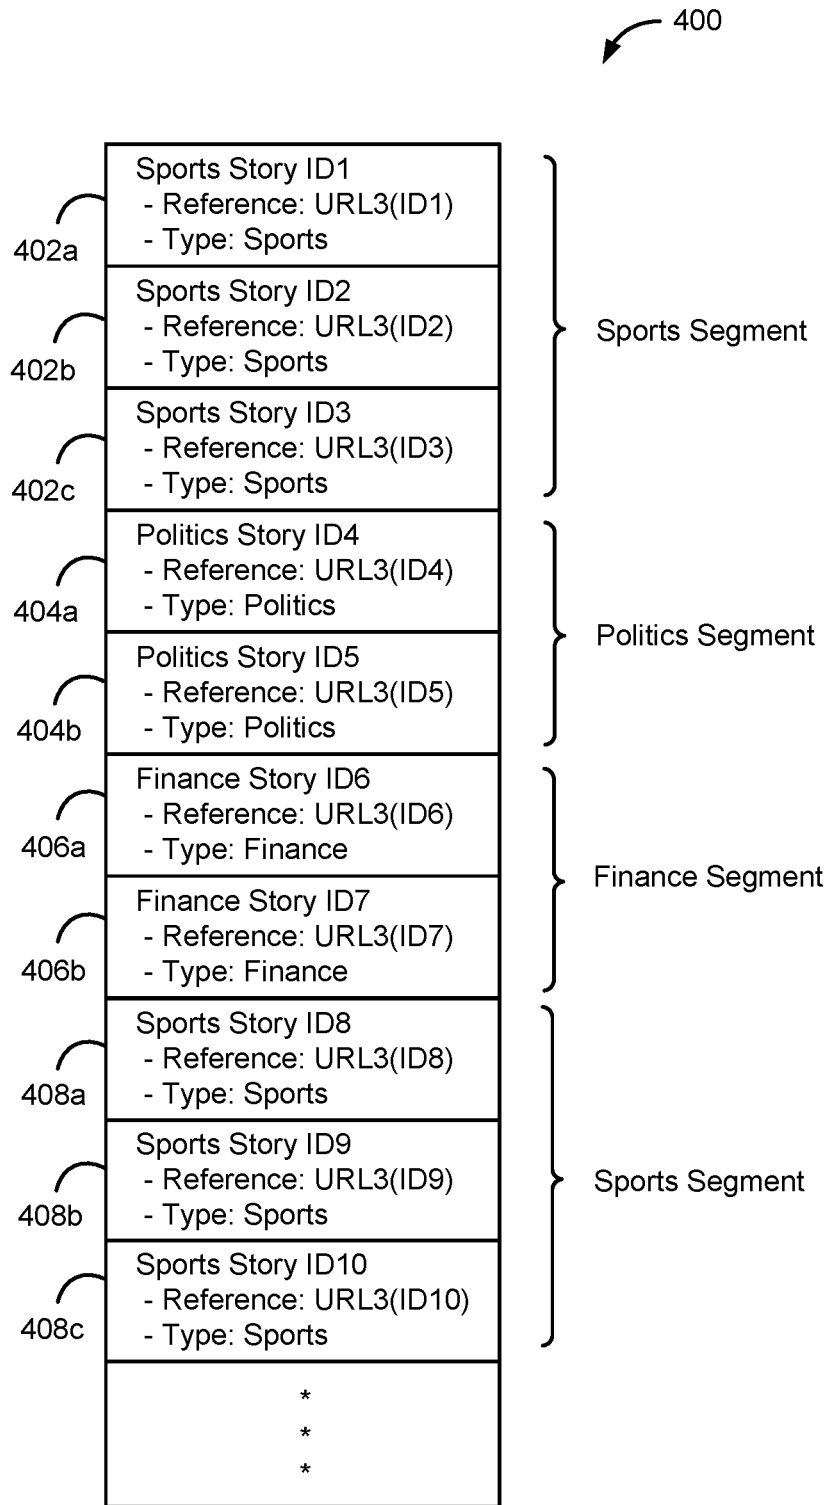 400
Sports Story ID1
- Reference: URL3(ID1)
- Type: Sports
402a
Sports Story ID2
- Reference: URL3(ID2)
- Type: Sports
402b
Sports Segment
Sports Story ID3
- Reference: URL3(ID3)
- Type: Sports
402c
Politics Story ID4
- Reference: URL3(ID4)
- Type: Politics
404a
Politics Segment
Politics Story ID5
- Reference: URL3(ID5)
- Type: Politics
404b
Finance Story ID6
- Reference: URL3(ID6)
- Type: Finance
406a
Finance Segment
Finance Story ID7
- Reference: URL3(ID7)
- Type: Finance
406b
Sports Story ID8
- Reference: URL3(ID8)
- Type: Sports
408a
Sports Story ID9
- Reference: URL3(ID9)
- Type: Sports
408b
Sports Segment
Sports Story ID10
- Reference: URL3(ID10)
- Type: Sports
408c
*
*
*